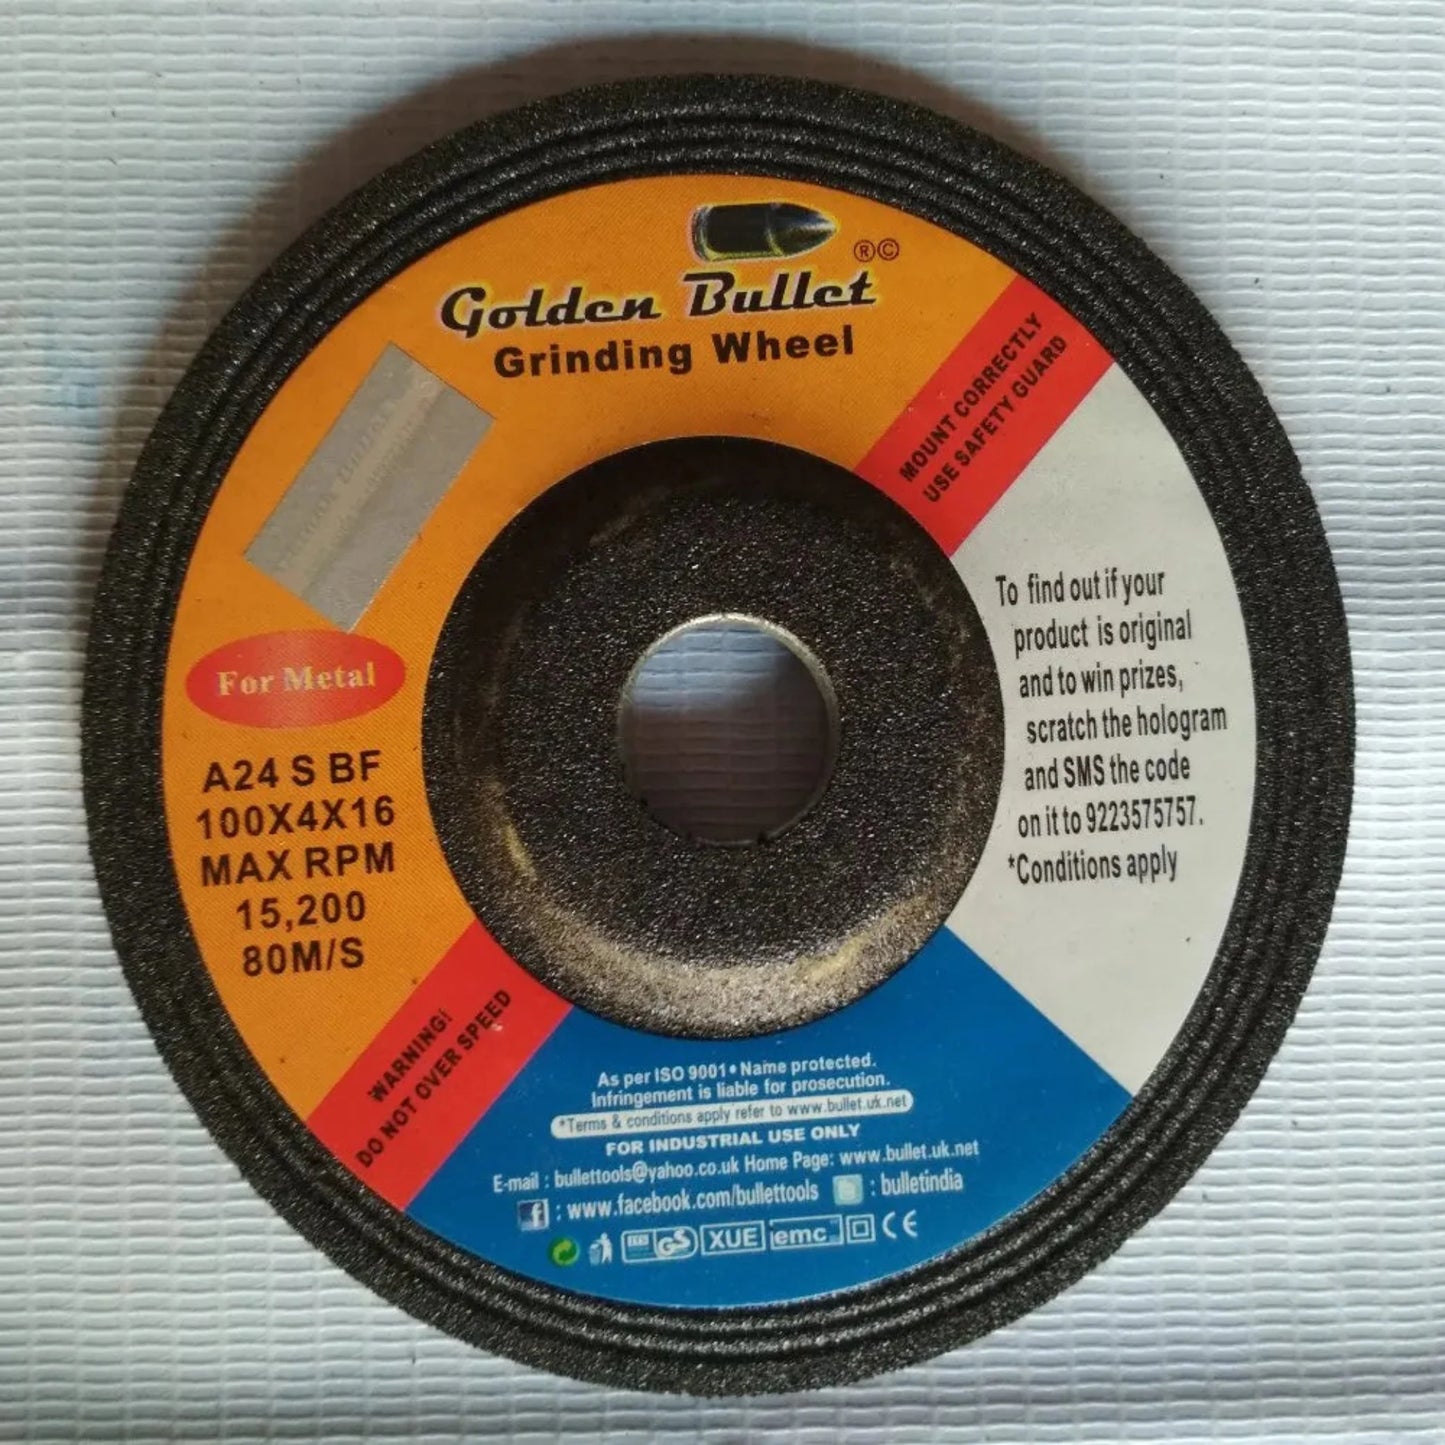 ®©
Golden Bullet
Grinding Wheel
MOUNT CORRECTLY
USE SAFETY GUARD
For Metal
A24 S BF
100X4X16
MAX RPM
15,200
80M/S
To find out if your
product is original
and to win prizes,
scratch the hologram
and SMS the code
on it to 9223575757.
*Conditions apply
WARNING!
DO NOT OVER SPEED
As per ISO 9001 • Name protected.
Infringement is liable for prosecution.
*Terms & conditions apply refer to www.bullet.uk.net
FOR INDUSTRIAL USE ONLY
E-mail : bullettools@yahoo.co.uk Home Page: www.bullet.uk.net
f : www.facebook.com/bullettools : bulletindia
GS XUE emc CE